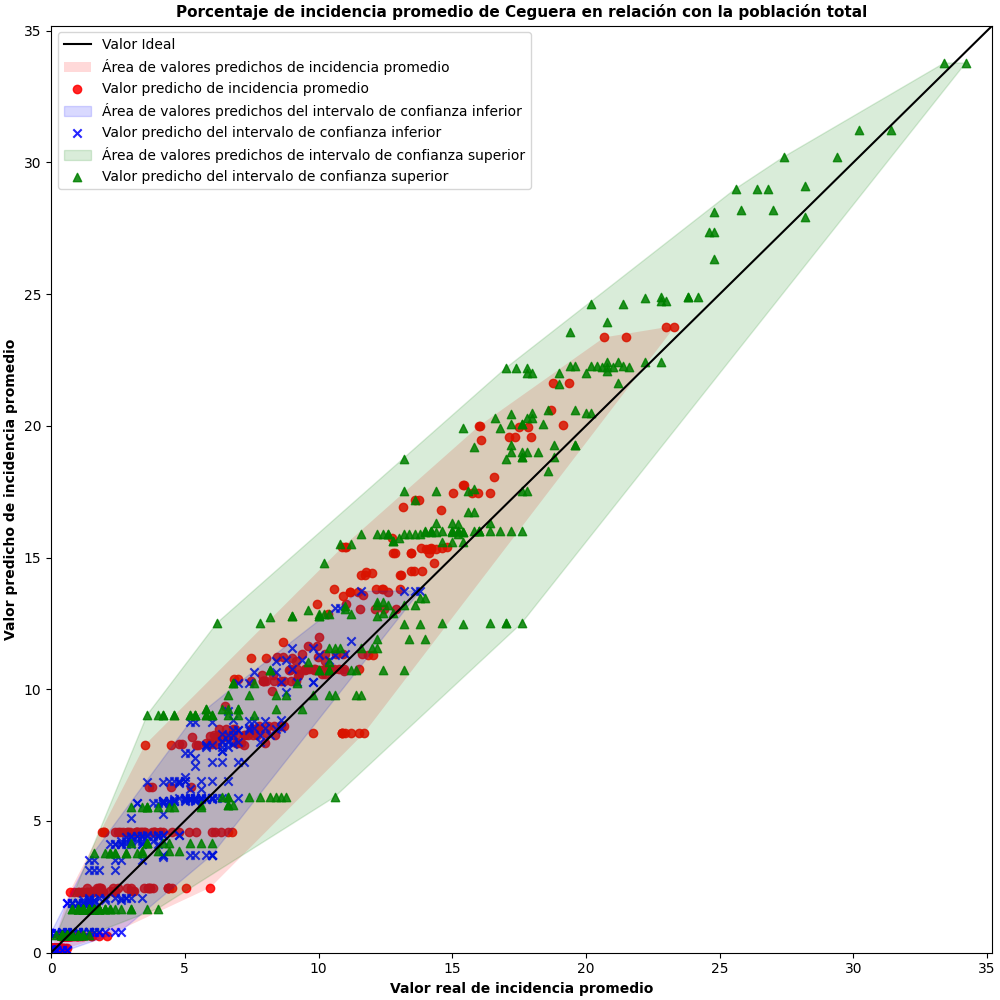 Porcentaje de incidencia promedio de Ceguera en relación con la población total
Valor Ideal
Área de valores predichos de incidencia promedio
Valor predicho de incidencia promedio
Área de valores predichos del intervalo de confianza inferior
Valor predicho del intervalo de confianza inferior
Área de valores predichos de intervalo de confianza superior
Valor predicho del intervalo de confianza superior
Valor predicho de incidencia promedio
35
30
25
20
15
10
5
0
0 5 10 15 20 25 30 35
Valor real de incidencia promedio